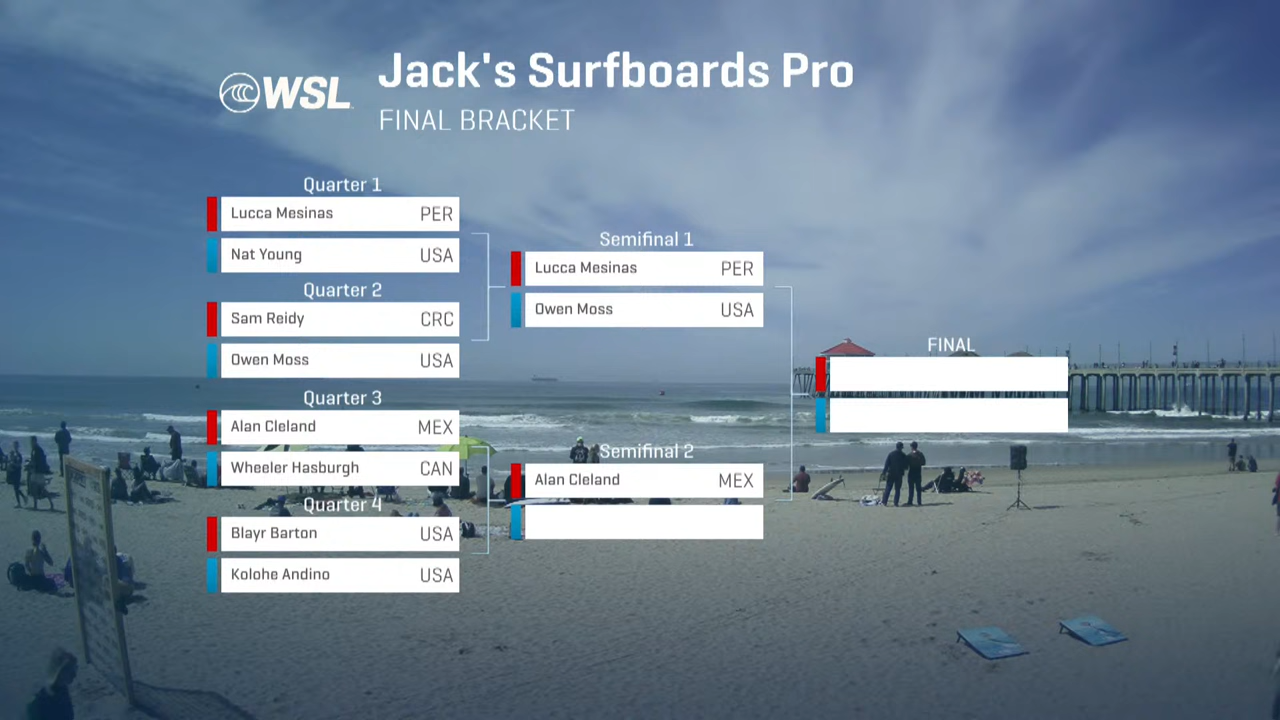 WSL
Jack's Surfboards Pro
FINAL BRACKET
Quarter 1
Lucca Mesinas PER
Nat Young USA
Quarter 2
Sam Reidy CRC
Owen Moss USA
Quarter 3
Alan Cleland MEX
Wheeler Hasburgh CAN
Quarter 4
Blayr Barton USA
Kolohe Andino USA
Semifinal 1
Lucca Mesinas PER
Owen Moss USA
Semifinal 2
Alan Cleland MEX
FINAL